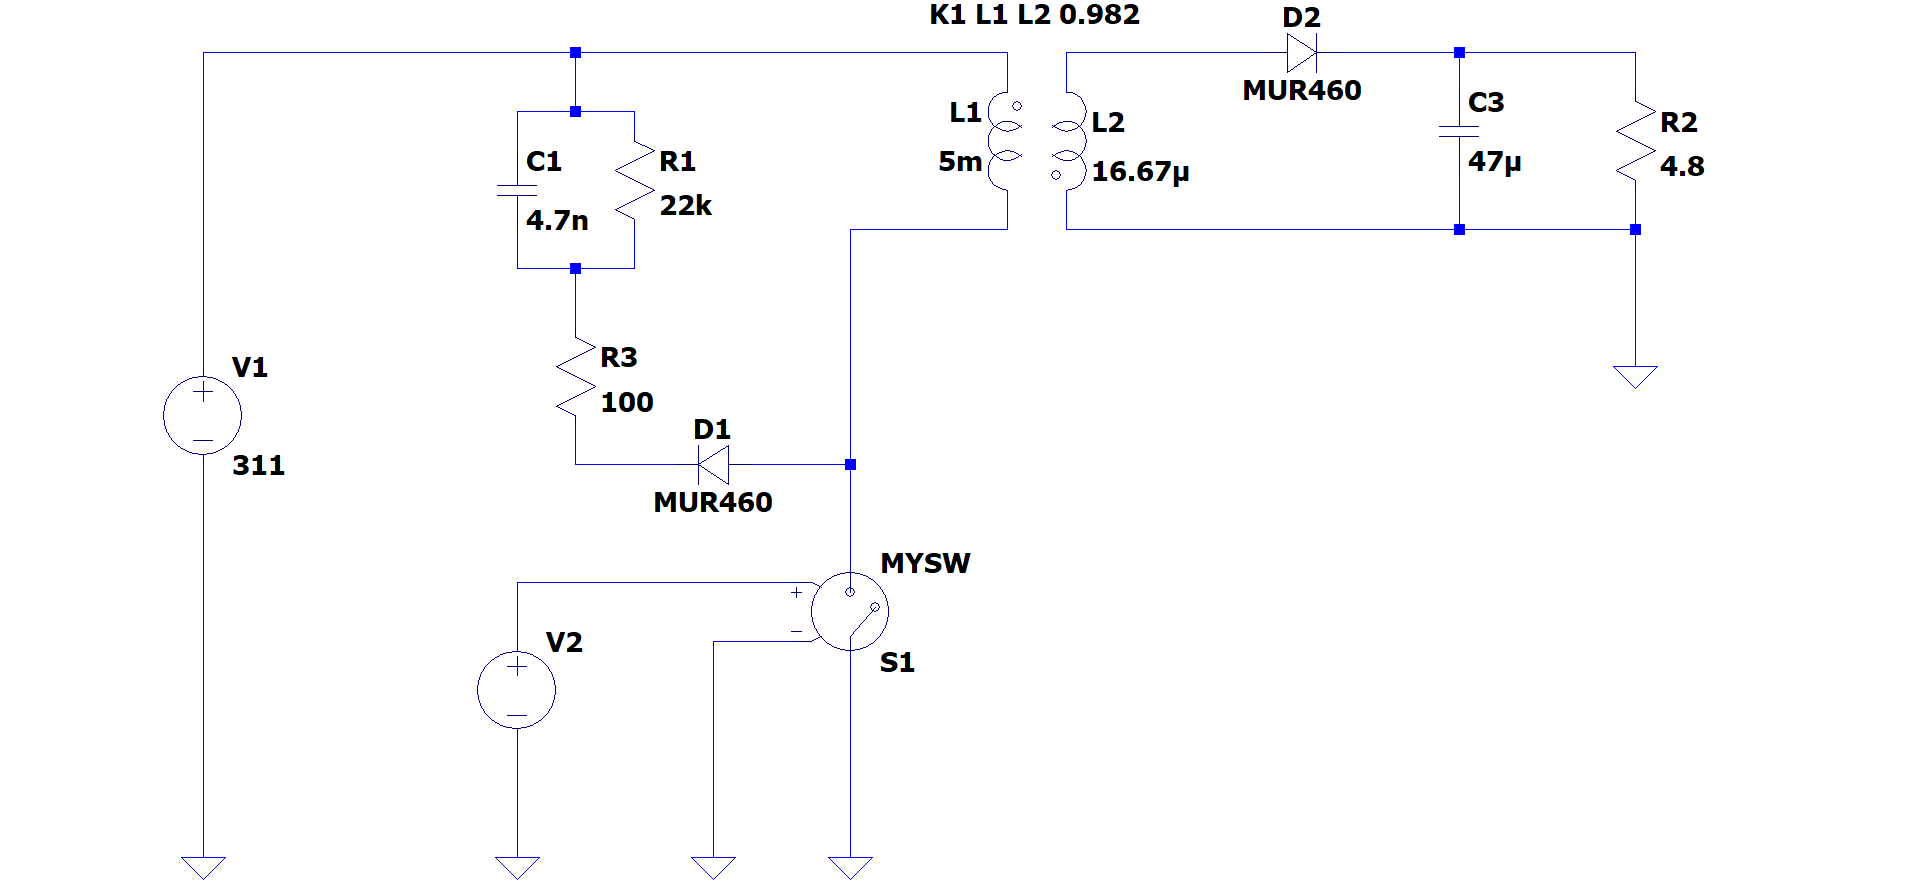 K1 L1 L2 0.982
D2
MUR460
L1
5m
L2
16.67µ
C3
47µ
R2
4.8
C1
4.7n
R1
22k
V1
311
R3
100
D1
MUR460
MYSW
S1
V2